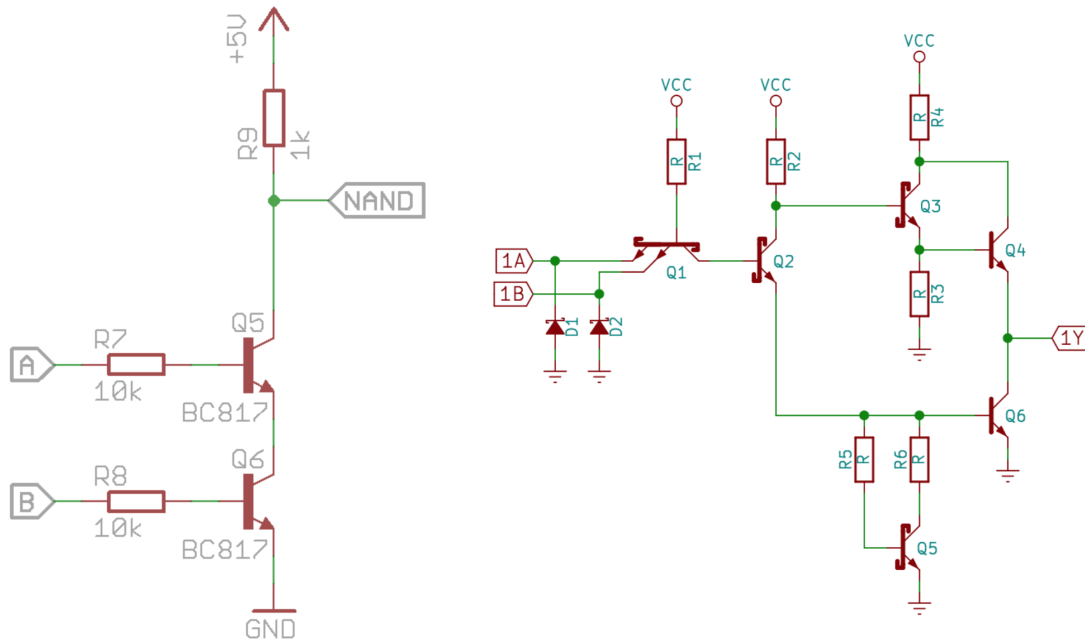 +5V
R9
1k
NAND
Q5
R7
A
10k
BC817
Q6
R8
B
10k
BC817
GND
VCC
R
R4
VCC
VCC
R
R1
R
R2
Q3
1A
Q1
Q2
Q4
1B
R
R3
D1
D2
1Y
Q6
R5
R
R6
R
Q5